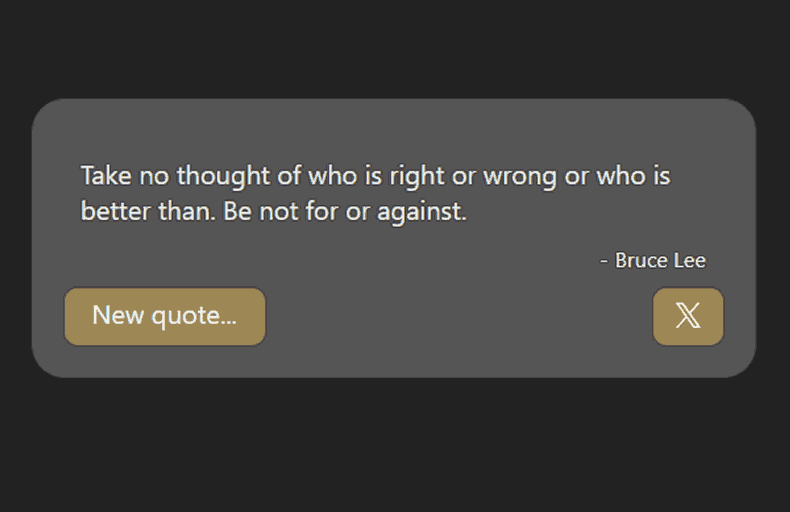 Take no thought of who is right or wrong or who is
better than. Be not for or against.
- Bruce Lee
New quote...
𝕏